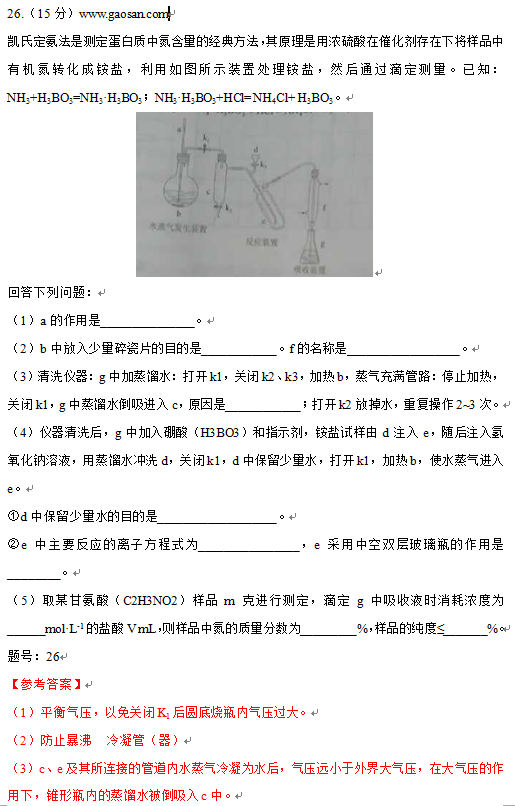 26.（15 分）www.gaosan.com
凯氏定氨法是测定蛋白质中氮含量的经典方法，其原理是用浓硫酸在催化剂存在下将样品中
有机氮转化成铵盐，利用如图所示装置处理铵盐，然后通过滴定测量。已知：
NH3+H3BO3=NH3·H3BO3；NH3·H3BO3+HCl= NH4Cl+ H3BO3。
k1
a
d
k3
c
b
k2
e
f
g
水蒸气发生装置
反应装置
吸收装置
回答下列问题：
（1）a 的作用是______________。
（2）b 中放入少量碎瓷片的目的是___________。f 的名称是_________________。
（3）清洗仪器：g 中加蒸馏水：打开 k1，关闭 k2、k3，加热 b，蒸气充满管路：停止加热，
关闭 k1，g 中蒸馏水倒吸进入 c，原因是____________；打开 k2 放掉水，重复操作 2~3 次。
（4）仪器清洗后，g 中加入硼酸（H3BO3）和指示剂，铵盐试样由 d 注入 e，随后注入氢
氧化钠溶液，用蒸馏水冲洗 d，关闭 k1，d 中保留少量水，打开 k1，加热 b，使水蒸气进入
e。
①d 中保留少量水的目的是___________________。
②e 中主要反应的离子方程式为________________，e 采用中空双层玻璃瓶的作用是
________。
（5）取某甘氨酸（C2H3NO2）样品 m 克进行测定，滴定 g 中吸收液时消耗浓度为
______mol·L-1 的盐酸 V mL，则样品中氮的质量分数为_________%，样品的纯度≤_______%。
题号：26
【参考答案】
（1）平衡气压，以免关闭 K1 后圆底烧瓶内气压过大。
（2）防止暴沸 冷凝管（器）
（3）c、e 及其所连接的管道内水蒸气冷凝为水后，气压远小于外界大气压，在大气压的作
用下，锥形瓶内的蒸馏水被倒吸入 c 中。